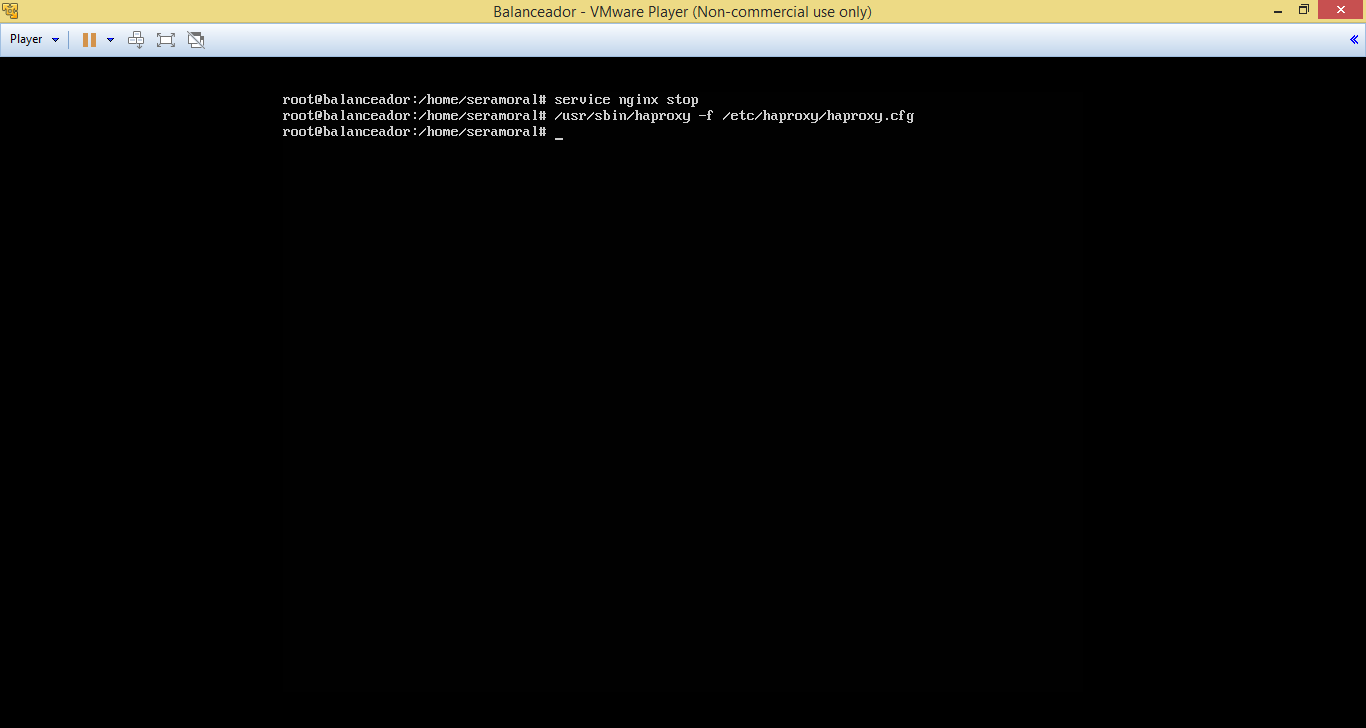 Balanceador - VMware Player (Non-commercial use only)
Player
root@balanceador:/home/seramoral# service nginx stop
root@balanceador:/home/seramoral# /usr/sbin/haproxy -f /etc/haproxy/haproxy.cfg
root@balanceador:/home/seramoral# _